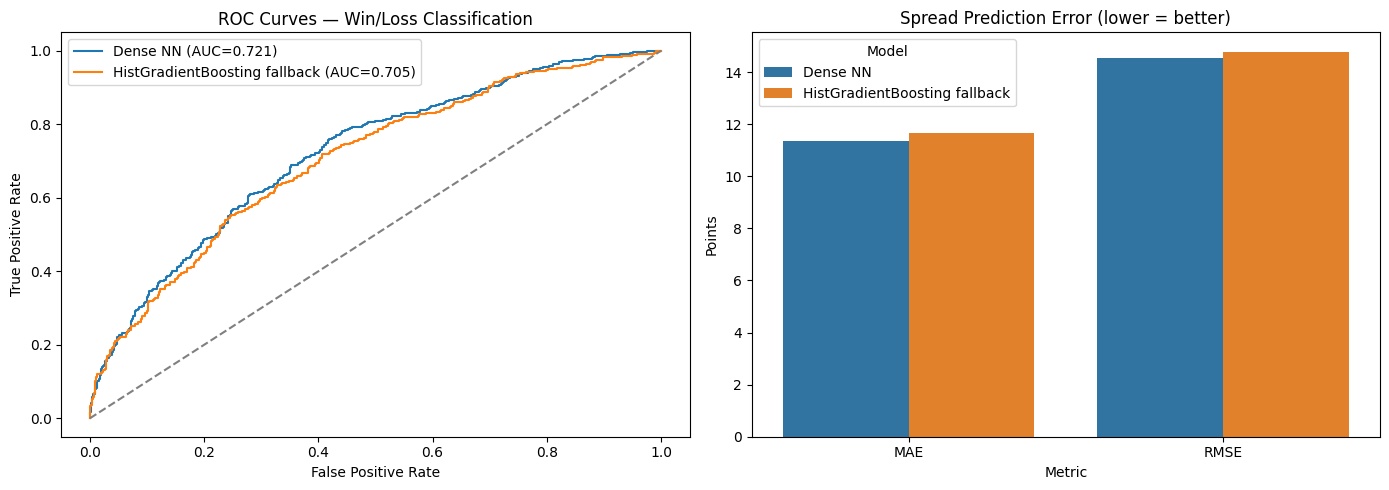 ROC Curves — Win/Loss Classification
Dense NN (AUC=0.721)
HistGradientBoosting fallback (AUC=0.705)
True Positive Rate
1.0
0.8
0.6
0.4
0.2
0.0
0.0 0.2 0.4 0.6 0.8 1.0
False Positive Rate
Spread Prediction Error (lower = better)
Model
Dense NN
HistGradientBoosting fallback
Points
14
12
10
8
6
4
2
0
MAE RMSE
Metric